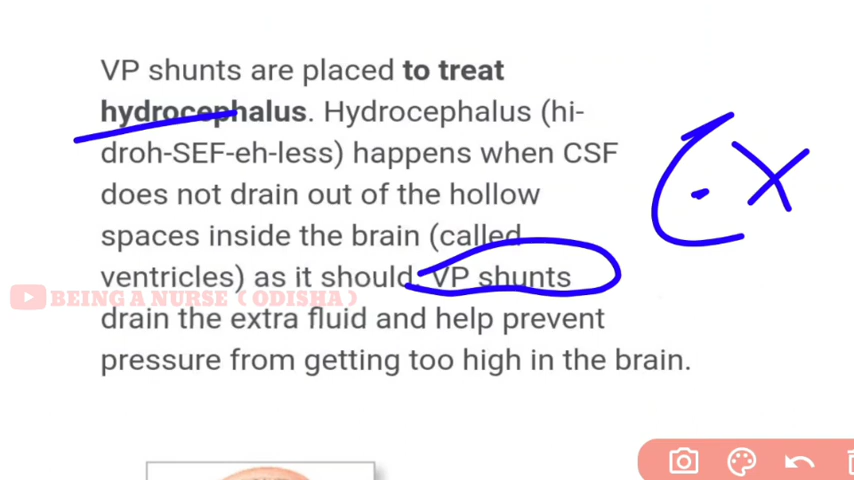 VP shunts are placed to treat
hydrocephalus. Hydrocephalus (hi-
droh-SEF-eh-less) happens when CSF
does not drain out of the hollow
spaces inside the brain (called
ventricles) as it should. VP shunts
BEING A NURSE ( ODISHA )
drain the extra fluid and help prevent
pressure from getting too high in the brain.